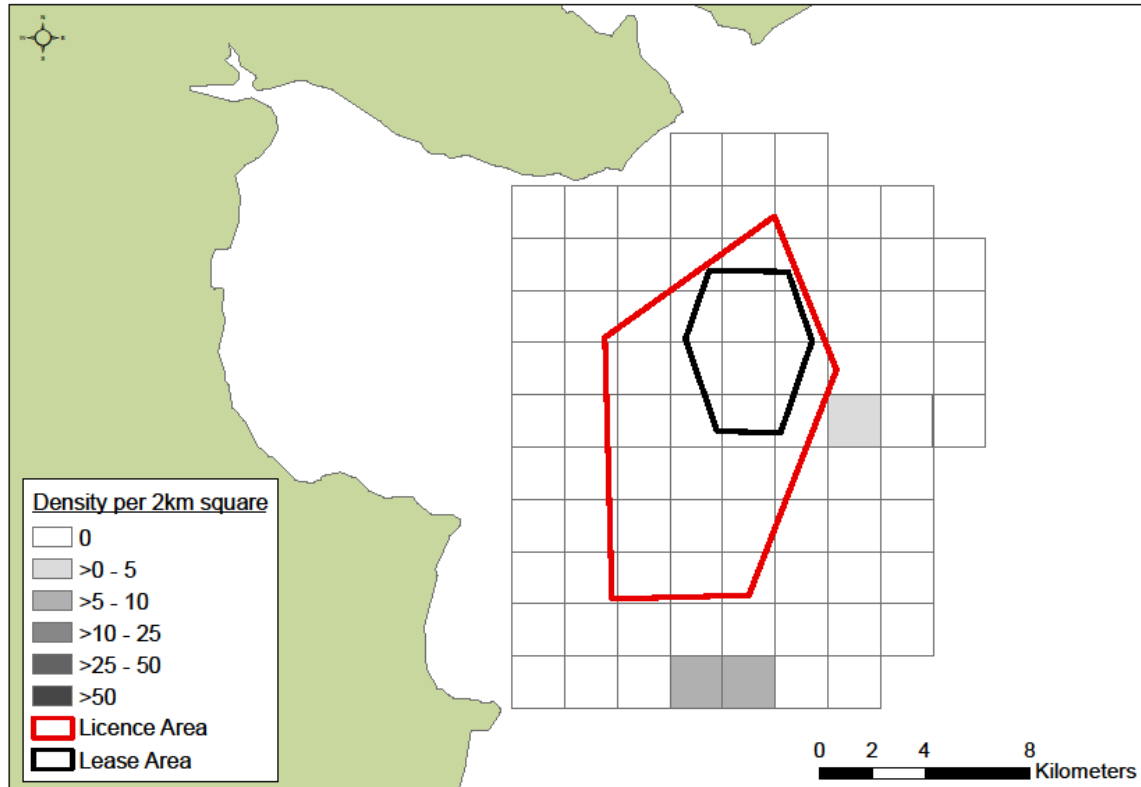 N
W E
S
Density per 2km square
0
>0 - 5
>5 - 10
>10 - 25
>25 - 50
>50
Licence Area
Lease Area
0 2 4 8
Kilometers